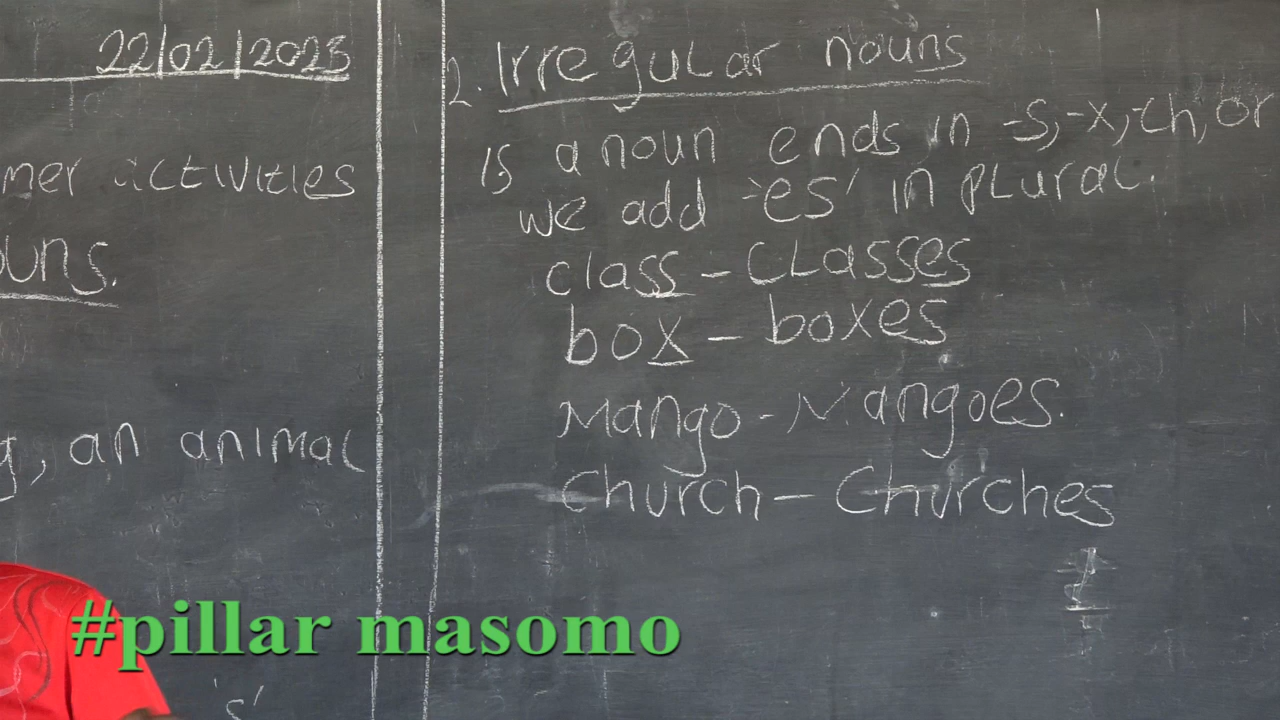 22/02/2023
mer activities
ouns.
g, an animal
's'
2. Irregular nouns
is a noun ends in -s, -x, -ch, or
we add -'es' in plural.
class - classes
box - boxes
Mango - Mangoes.
Church - Churches
#pillar masomo